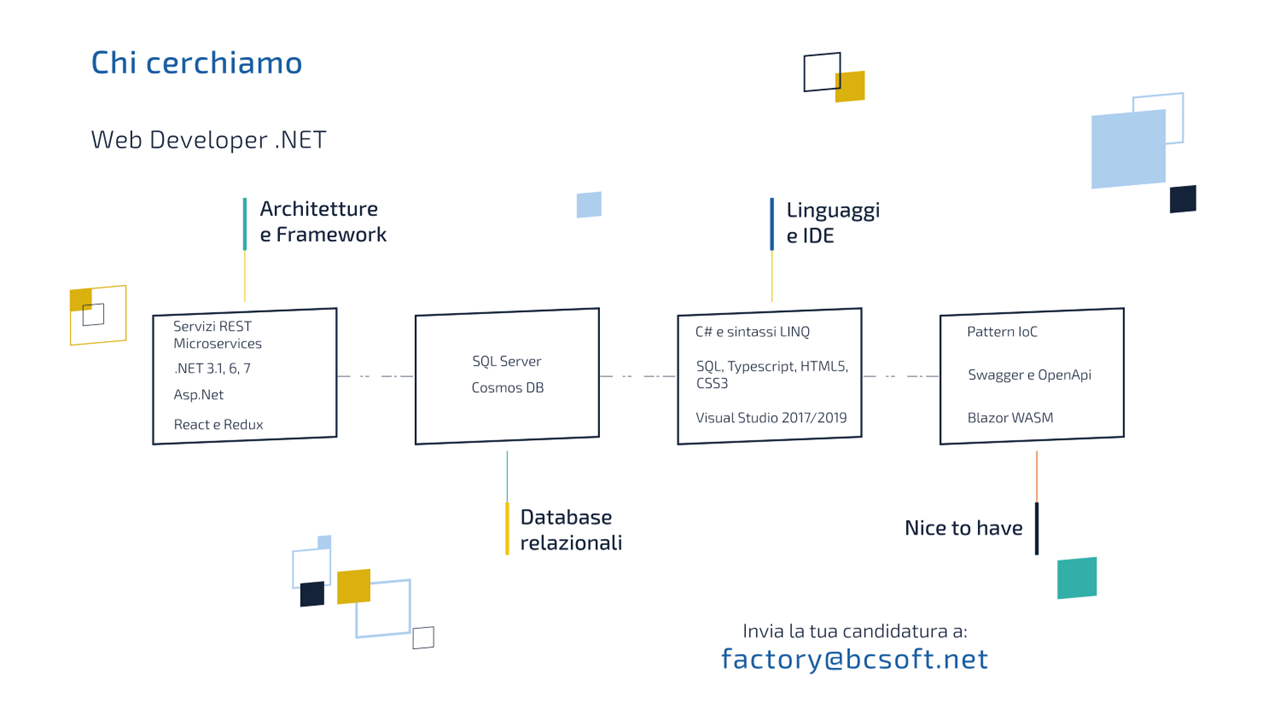 Chi cerchiamo
Web Developer .NET
Architetture
e Framework
Servizi REST
Microservices
.NET 3.1, 6, 7
Asp.Net
React e Redux
SQL Server
Cosmos DB
Database
relazionali
Linguaggi
e IDE
C# e sintassi LINQ
SQL, Typescript, HTML5,
CSS3
Visual Studio 2017/2019
Pattern IoC
Swagger e OpenApi
Blazor WASM
Nice to have
Invia la tua candidatura a:
factory@bcsoft.net